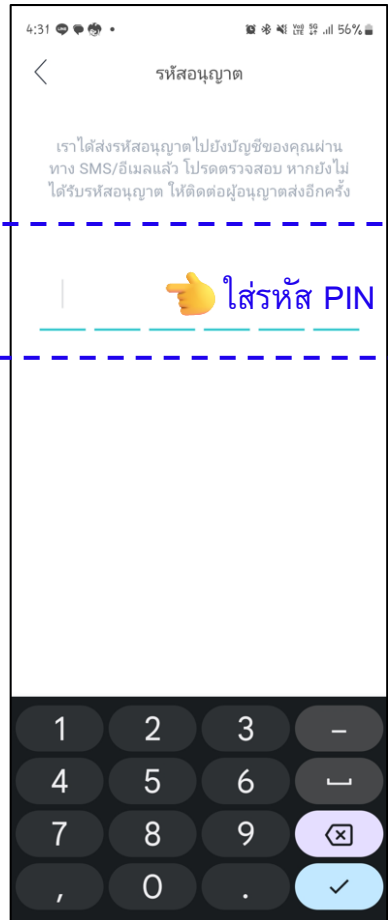 4:31
VoLTE 5G 56%
รหัสอนุญาต
เราได้ส่งรหัสอนุญาตไปยังบัญชีของคุณผ่าน
ทาง SMS/อีเมลแล้ว โปรดตรวจสอบ หากยังไม่
ได้รับรหัสอนุญาต ให้ติดต่อผู้อนุญาตส่งอีกครั้ง
ใส่รหัส PIN
1 2 3 –
4 5 6
7 8 9
, 0 .